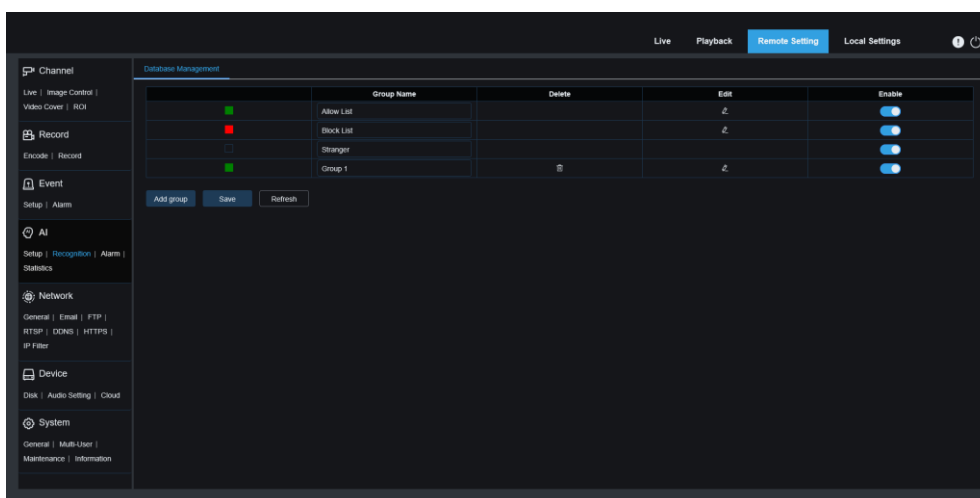 Live Playback Remote Setting Local Settings
Channel
Live | Image Control |
Video Cover | ROI
Record
Encode | Record
Event
Setup | Alarm
AI
Setup | Recognition | Alarm |
Statistics
Network
General | Email | FTP |
RTSP | DDNS | HTTPS |
IP Filter
Device
Disk | Audio Setting | Cloud
System
General | Multi-User |
Maintenance | Information
Database Management
Group Name Delete Edit Enable
Allow List
Block List
Stranger
Group 1
Add group Save Refresh